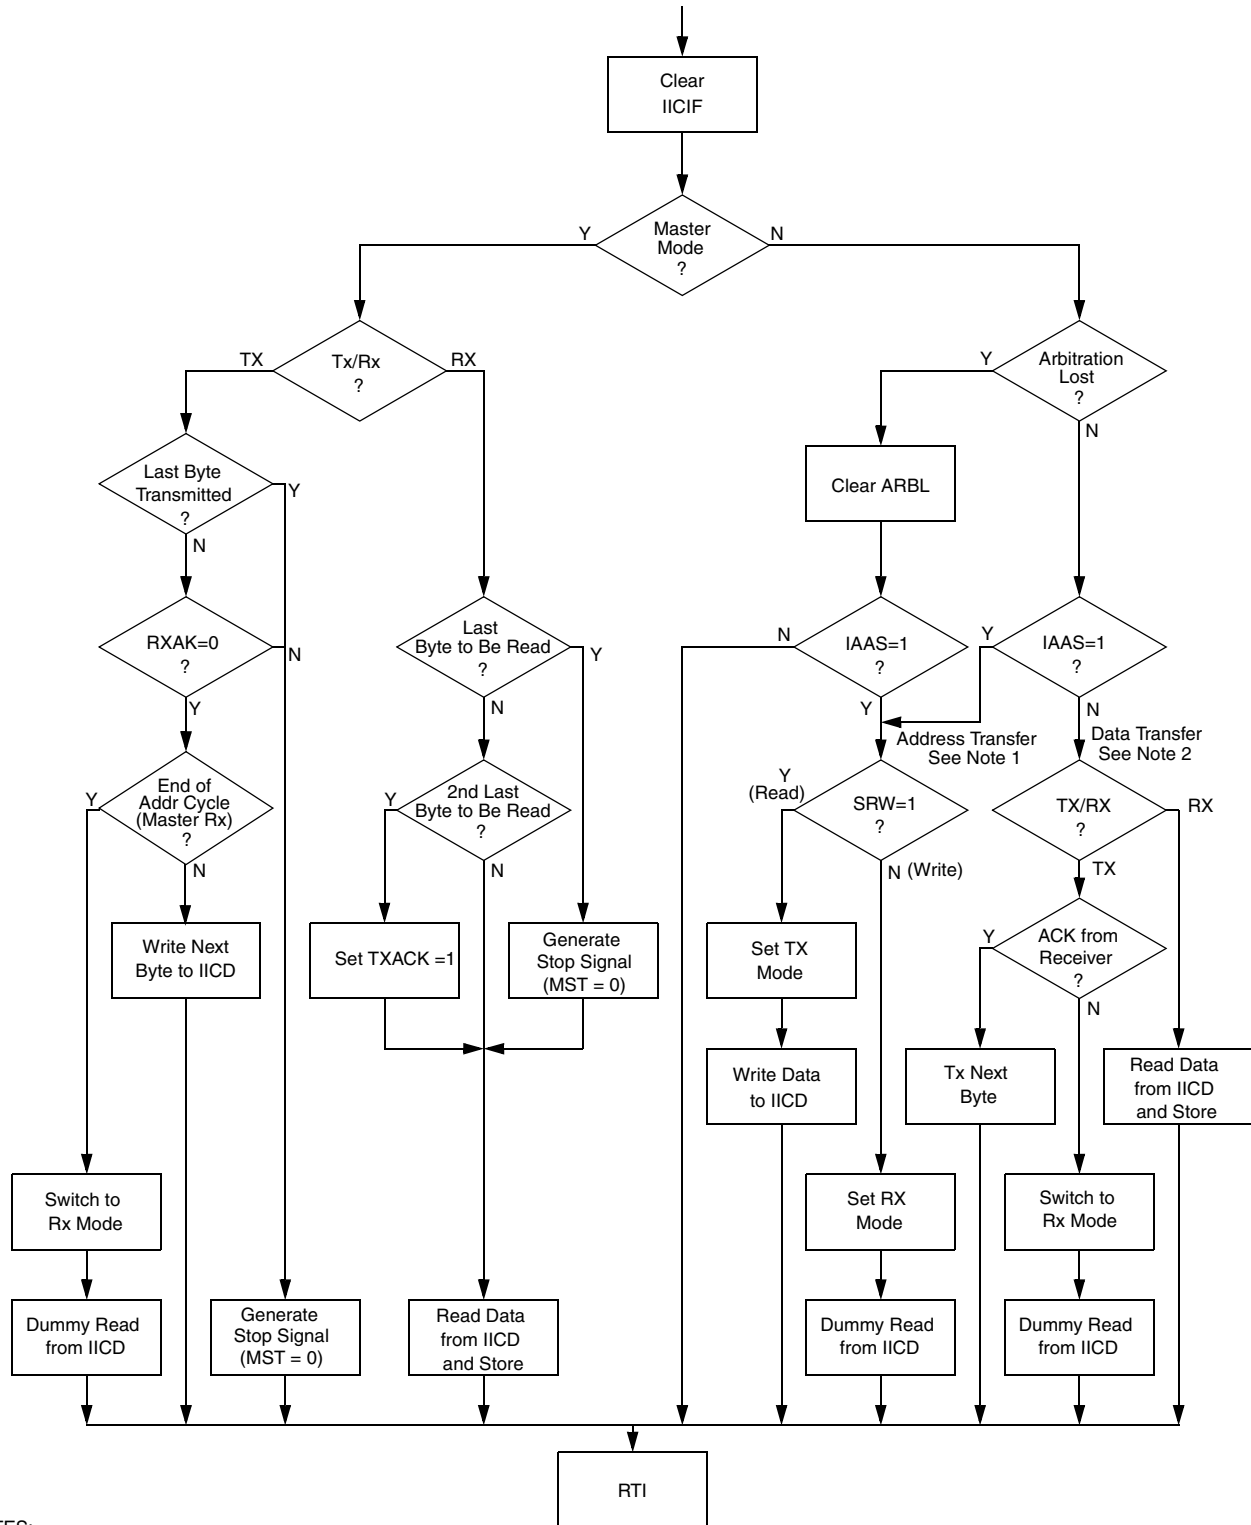 Clear
IICIF
Master
Mode
?
Y
N
Tx/Rx
?
TX
RX
Arbitration
Lost
?
Y
N
Last Byte
Transmitted
?
Y
N
Clear ARBL
RXAK=0
?
N
Y
Last
Byte to Be Read
?
Y
N
IAAS=1
?
N
Y
IAAS=1
?
Y
N
Address Transfer
See Note 1
Data Transfer
See Note 2
End of
Addr Cycle
(Master Rx)
?
Y
N
2nd Last
Byte to Be Read
?
Y
N
Y
(Read)
SRW=1
?
N (Write)
TX/RX
?
RX
TX
Write Next
Byte to IICD
Set TXACK =1
Generate
Stop Signal
(MST = 0)
Set TX
Mode
Y
ACK from
Receiver
?
N
Write Data
to IICD
Tx Next
Byte
Read Data
from IICD
and Store
Switch to
Rx Mode
Set RX
Mode
Switch to
Rx Mode
Dummy Read
from IICD
Generate
Stop Signal
(MST = 0)
Read Data
from IICD
and Store
Dummy Read
from IICD
Dummy Read
from IICD
RTI